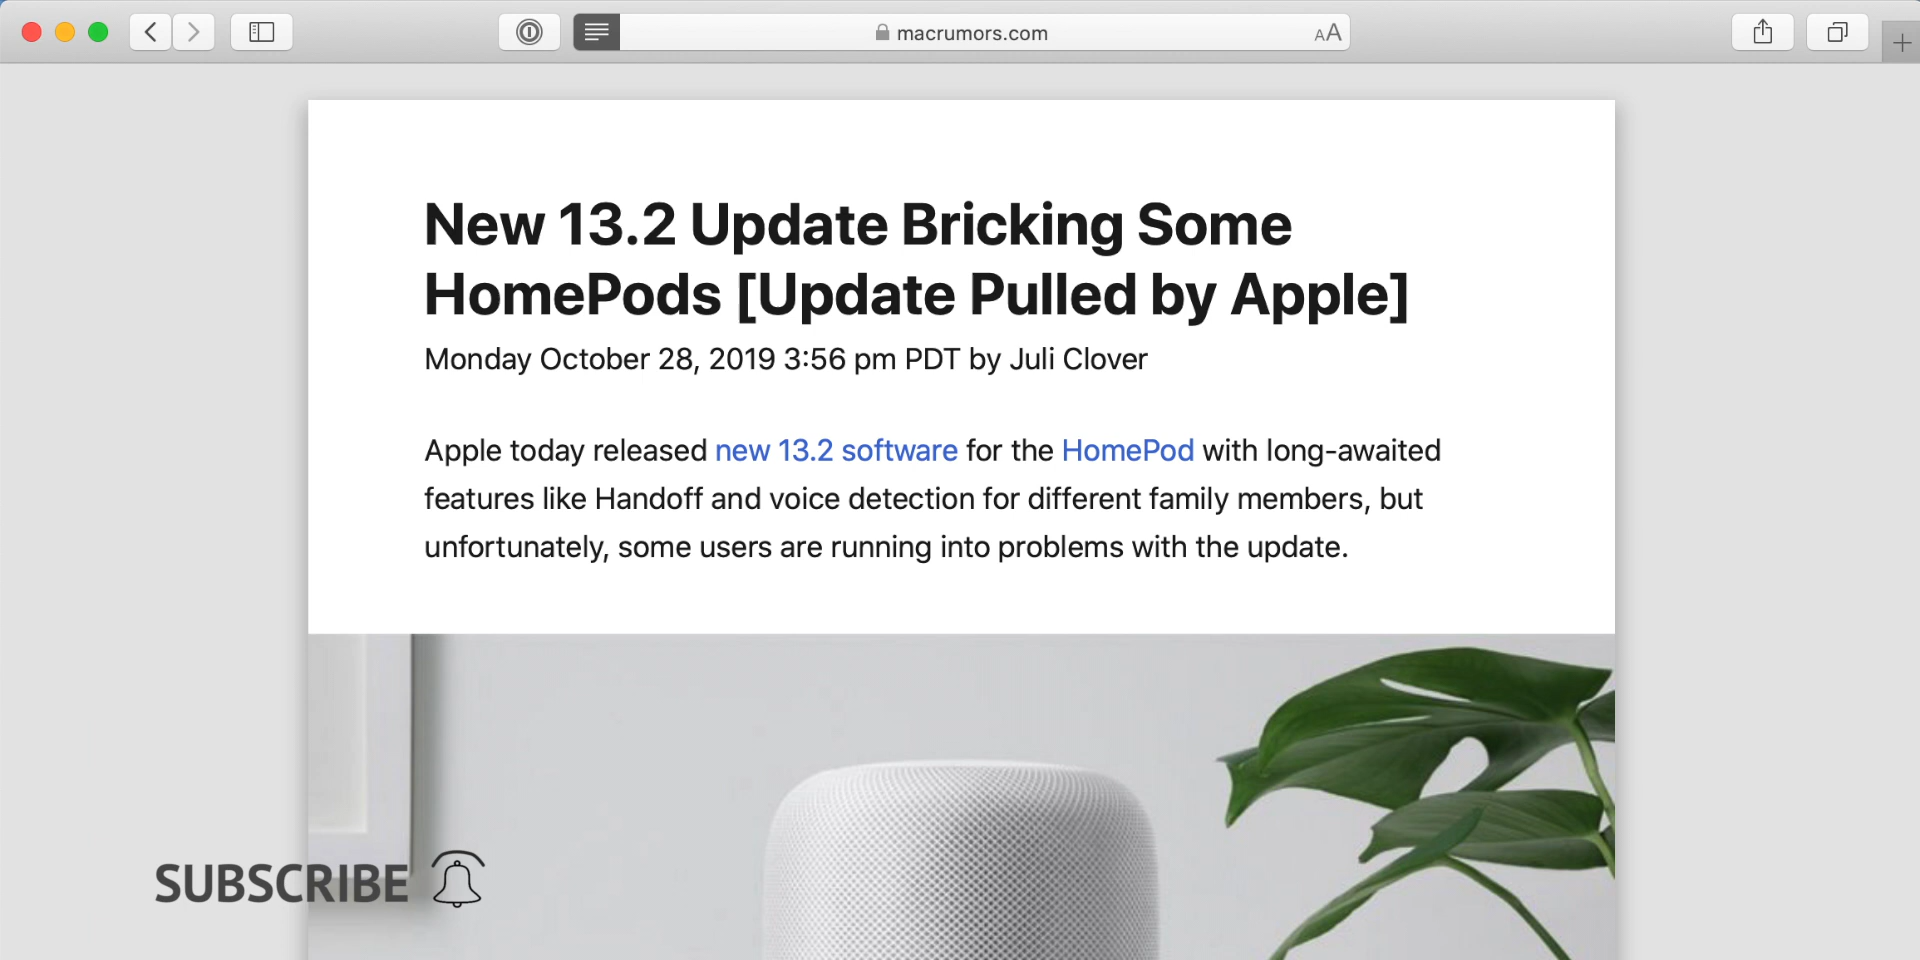 macrumors.com
AA
New 13.2 Update Bricking Some
HomePods [Update Pulled by Apple]
Monday October 28, 2019 3:56 pm PDT by Juli Clover
Apple today released new 13.2 software for the HomePod with long-awaited
features like Handoff and voice detection for different family members, but
unfortunately, some users are running into problems with the update.
SUBSCRIBE